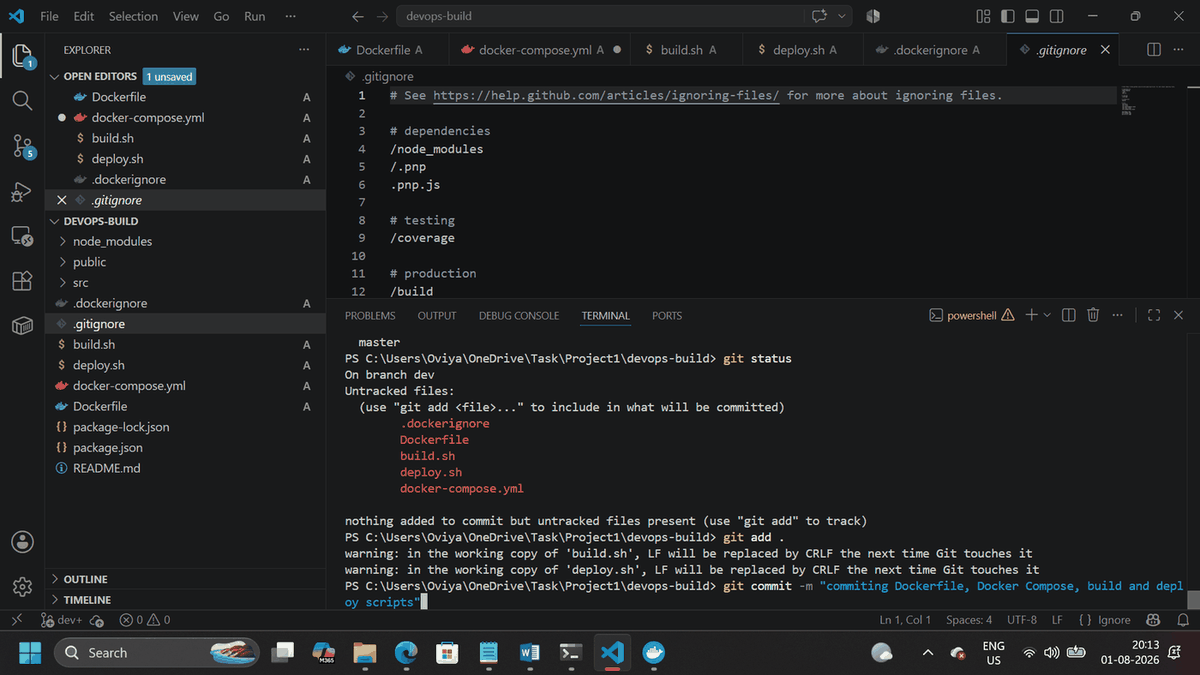 File Edit Selection View Go Run ···
devops-build
EXPLORER ···
OPEN EDITORS 1 unsaved
Dockerfile A
docker-compose.yml A
$ build.sh A
$ deploy.sh A
.dockerignore A
.gitignore
DEVOPS-BUILD
node_modules
public
src
.dockerignore A
.gitignore
$ build.sh A
$ deploy.sh A
docker-compose.yml A
Dockerfile A
{} package-lock.json
{} package.json
README.md
OUTLINE
TIMELINE
1
5
Dockerfile A docker-compose.yml A $ build.sh A $ deploy.sh A .dockerignore A .gitignore
.gitignore
1 # See https://help.github.com/articles/ignoring-files/ for more about ignoring files.
2
3 # dependencies
4 /node_modules
5 /.pnp
6 .pnp.js
7
8 # testing
9 /coverage
10
11 # production
12 /build
PROBLEMS OUTPUT DEBUG CONSOLE TERMINAL PORTS powershell
master
PS C:\Users\Oviya\OneDrive\Task\Project1\devops-build> git status
On branch dev
Untracked files:
(use "git add <file>..." to include in what will be committed)
.dockerignore
Dockerfile
build.sh
deploy.sh
docker-compose.yml
nothing added to commit but untracked files present (use "git add" to track)
PS C:\Users\Oviya\OneDrive\Task\Project1\devops-build> git add .
warning: in the working copy of 'build.sh', LF will be replaced by CRLF the next time Git touches it
warning: in the working copy of 'deploy.sh', LF will be replaced by CRLF the next time Git touches it
PS C:\Users\Oviya\OneDrive\Task\Project1\devops-build> git commit -m "commiting Dockerfile, Docker Compose, build and depl
oy scripts"
dev+ 0 0 Ln 1, Col 1 Spaces: 4 UTF-8 LF {} Ignore
Search M365 ENG 20:13
US 01-08-2026